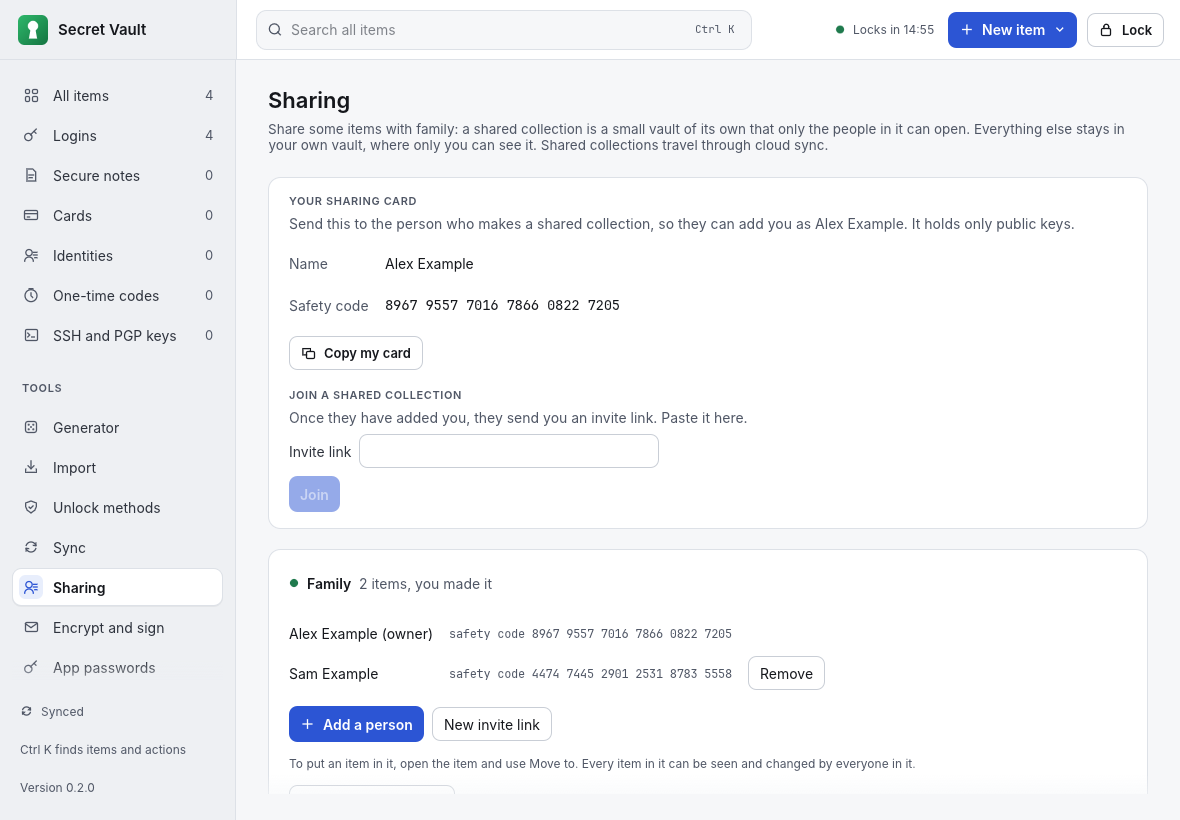 Secret Vault
Search all items
Ctrl K
Locks in 14:55
New item
Lock
All items 4
Logins 4
Secure notes 0
Cards 0
Identities 0
One-time codes 0
SSH and PGP keys 0
TOOLS
Generator
Import
Unlock methods
Sync
Sharing
Encrypt and sign
App passwords
Synced
Ctrl K finds items and actions
Version 0.2.0
Sharing
Share some items with family: a shared collection is a small vault of its own that only the people in it can open. Everything else stays in
your own vault, where only you can see it. Shared collections travel through cloud sync.
YOUR SHARING CARD
Send this to the person who makes a shared collection, so they can add you as Alex Example. It holds only public keys.
Name Alex Example
Safety code 8967 9557 7016 7866 0822 7205
Copy my card
JOIN A SHARED COLLECTION
Once they have added you, they send you an invite link. Paste it here.
Invite link
Join
Family 2 items, you made it
Alex Example (owner) safety code 8967 9557 7016 7866 0822 7205
Sam Example safety code 4474 7445 2901 2531 8783 5558 Remove
Add a person New invite link
To put an item in it, open the item and use Move to. Every item in it can be seen and changed by everyone in it.